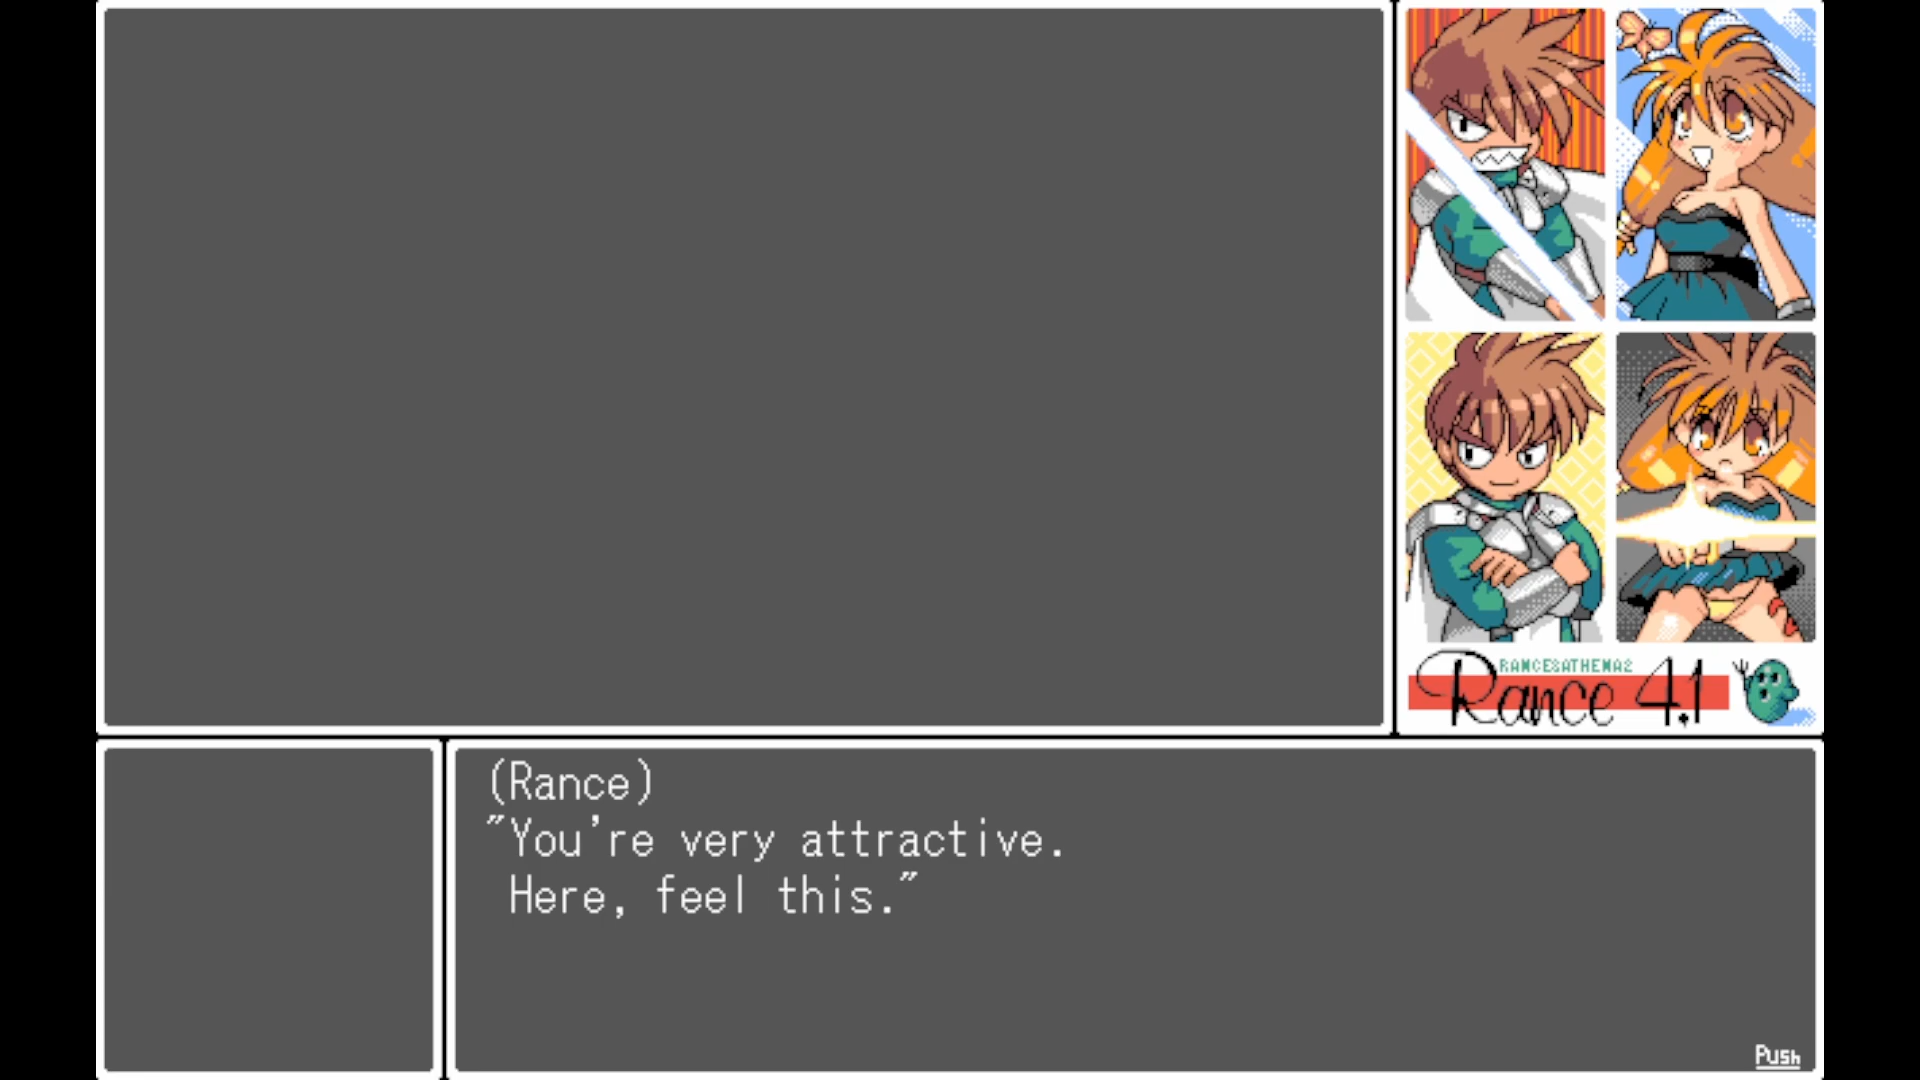 RANCE&ATHENA2
Rance 4.1
(Rance)
"You're very attractive.
Here, feel this."
Push